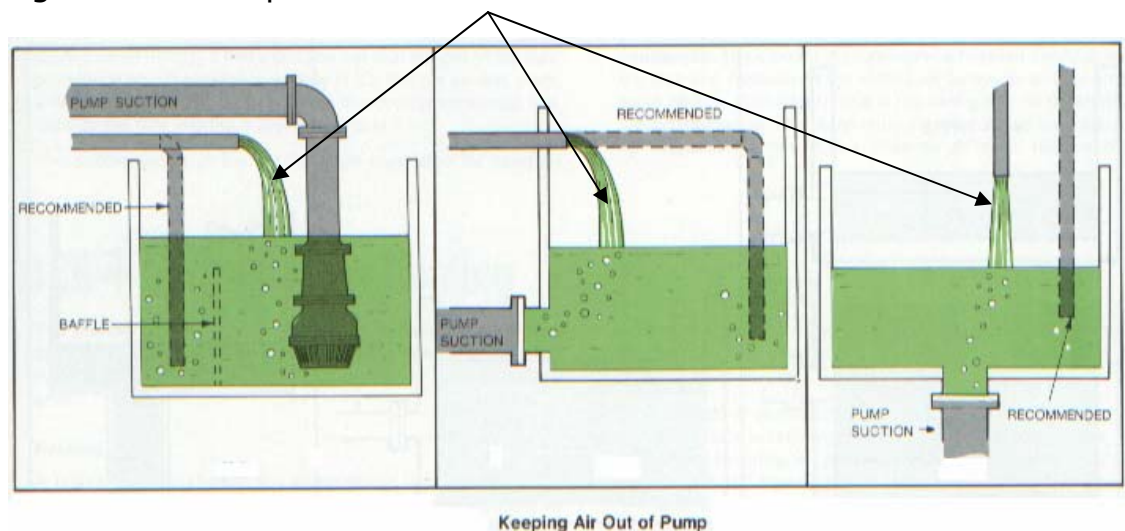 PUMP SUCTION
RECOMMENDED
BAFFLE
RECOMMENDED
PUMP
SUCTION
PUMP
SUCTION
RECOMMENDED
Keeping Air Out of Pump